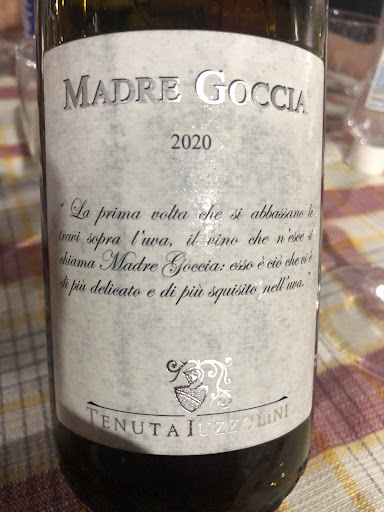 MADRE GOCCIA
2020
"La prima volta che si abbassano le
travi sopra l'uva, il vino che n'esce si
chiama Madre Goccia: esso è ciò che vi è
di più delicato e di più squisito nell'uva."
TENUTA IUZZOLINI